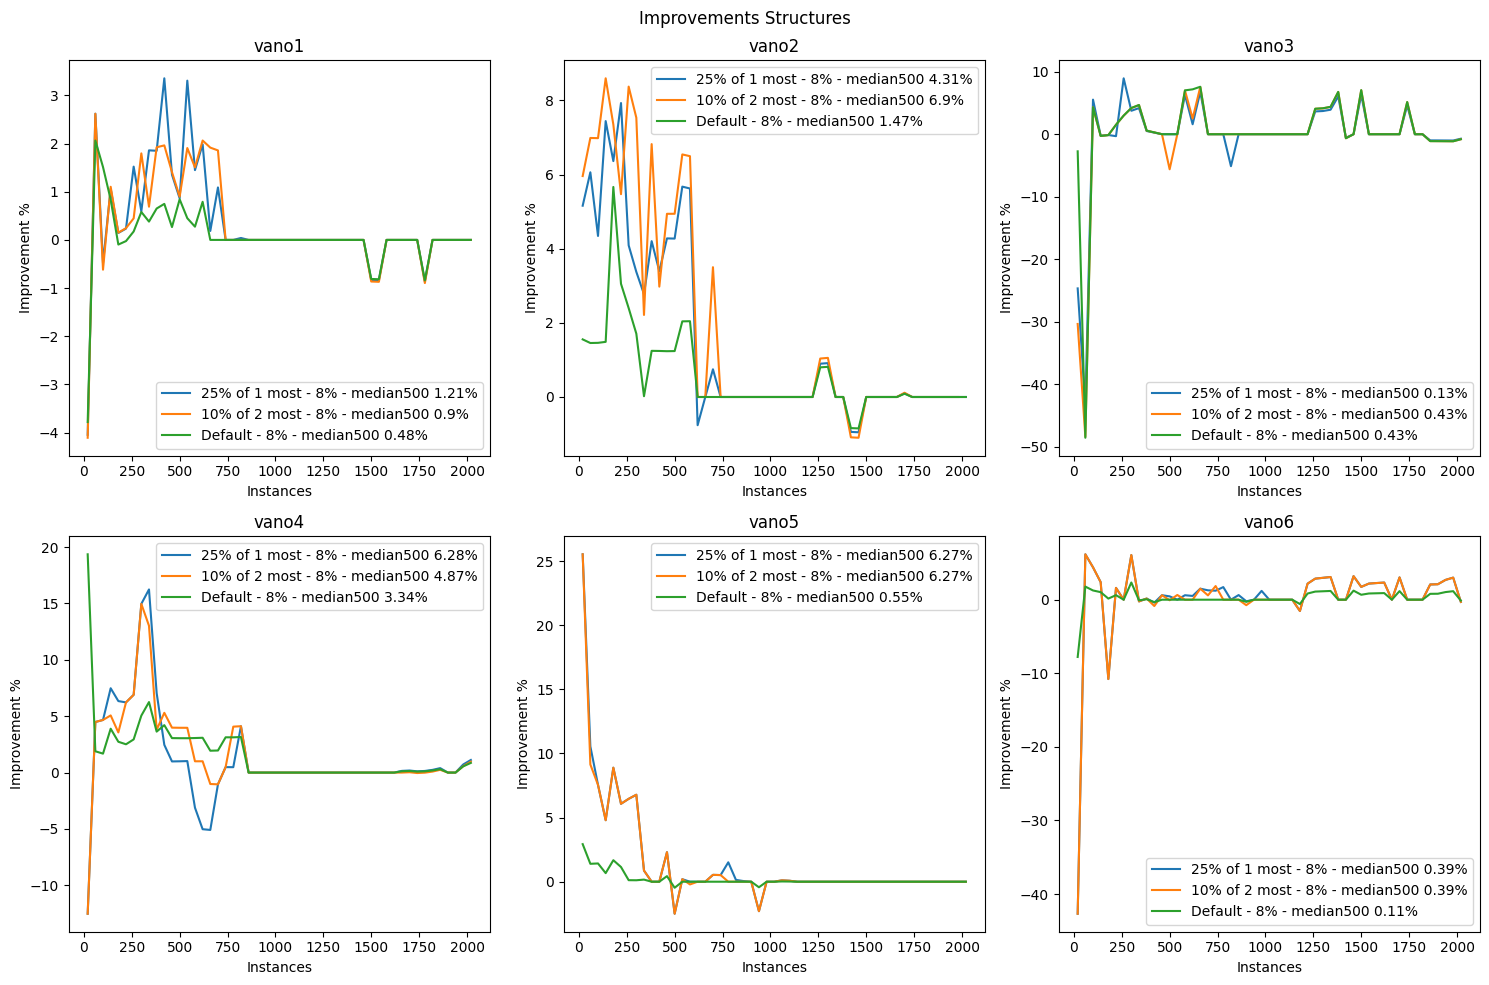 Improvements Structures
vano1
Improvement %
3
2
1
0
−1
−2
−3
−4
25% of 1 most - 8% - median500 1.21%
10% of 2 most - 8% - median500 0.9%
Default - 8% - median500 0.48%
0 250 500 750 1000 1250 1500 1750 2000
Instances
vano2
Improvement %
8
6
4
2
0
25% of 1 most - 8% - median500 4.31%
10% of 2 most - 8% - median500 6.9%
Default - 8% - median500 1.47%
0 250 500 750 1000 1250 1500 1750 2000
Instances
vano3
Improvement %
10
0
−10
−20
−30
−40
−50
25% of 1 most - 8% - median500 0.13%
10% of 2 most - 8% - median500 0.43%
Default - 8% - median500 0.43%
0 250 500 750 1000 1250 1500 1750 2000
Instances
vano4
Improvement %
20
15
10
5
0
−5
−10
25% of 1 most - 8% - median500 6.28%
10% of 2 most - 8% - median500 4.87%
Default - 8% - median500 3.34%
0 250 500 750 1000 1250 1500 1750 2000
Instances
vano5
Improvement %
25
20
15
10
5
0
25% of 1 most - 8% - median500 6.27%
10% of 2 most - 8% - median500 6.27%
Default - 8% - median500 0.55%
0 250 500 750 1000 1250 1500 1750 2000
Instances
vano6
Improvement %
0
−10
−20
−30
−40
25% of 1 most - 8% - median500 0.39%
10% of 2 most - 8% - median500 0.39%
Default - 8% - median500 0.11%
0 250 500 750 1000 1250 1500 1750 2000
Instances